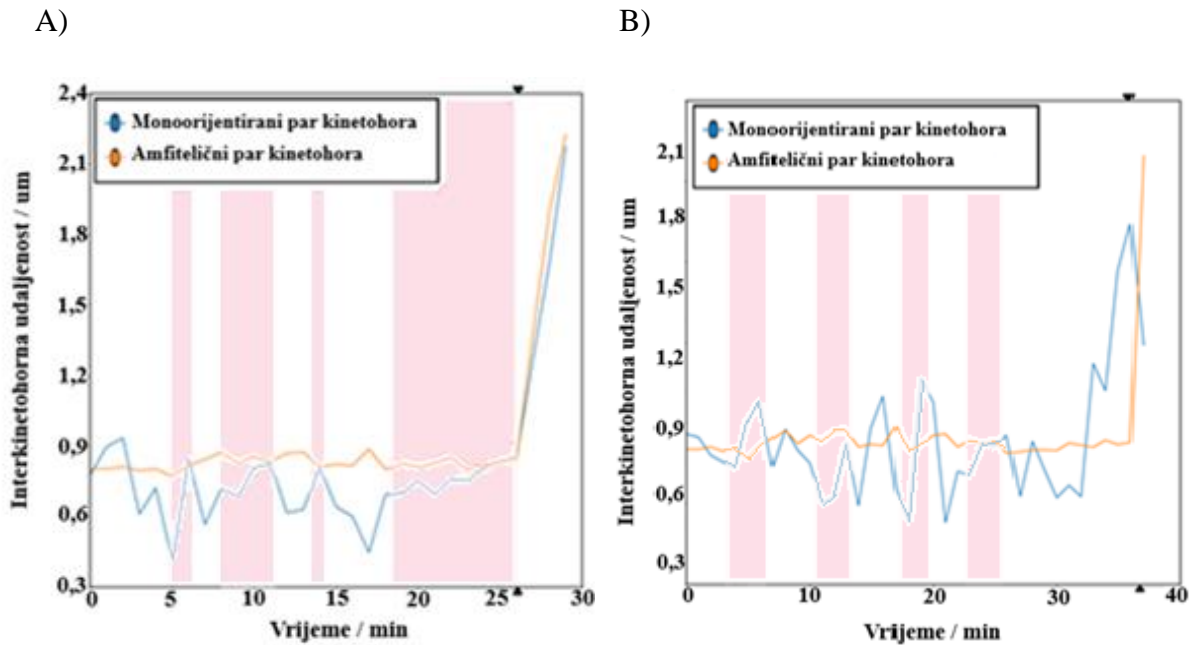 A)
B)
2,4
2,1
1,8
1,5
1,2
0,9
0,6
0,3
Interkinetohorna udaljenost / um
Monoorijentirani par kinetohora
Amfitelični par kinetohora
0 5 10 15 20 25 30
Vrijeme / min
2,1
1,8
1,5
1,2
0,9
0,6
0,3
Interkinetohorna udaljenost / um
Monoorijentirani par kinetohora
Amfitelični par kinetohora
0 10 20 30 40
Vrijeme / min